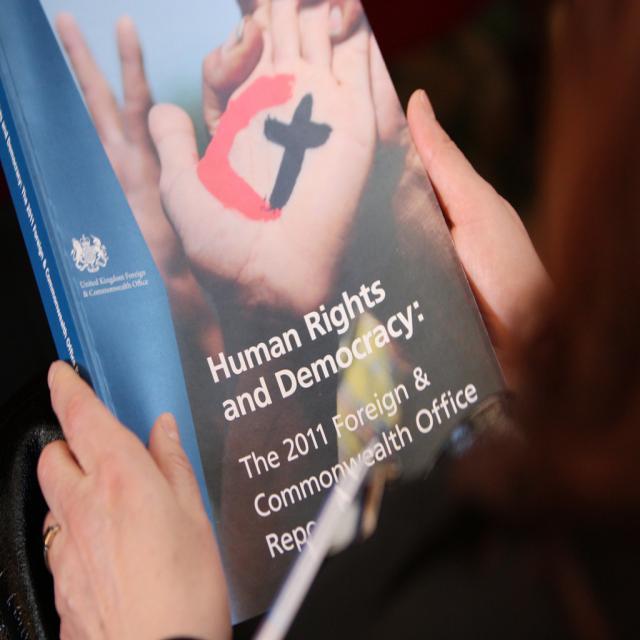 United Kingdom Foreign
& Commonwealth Office
Human Rights
and Democracy:
The 2011 Foreign &
Commonwealth Office